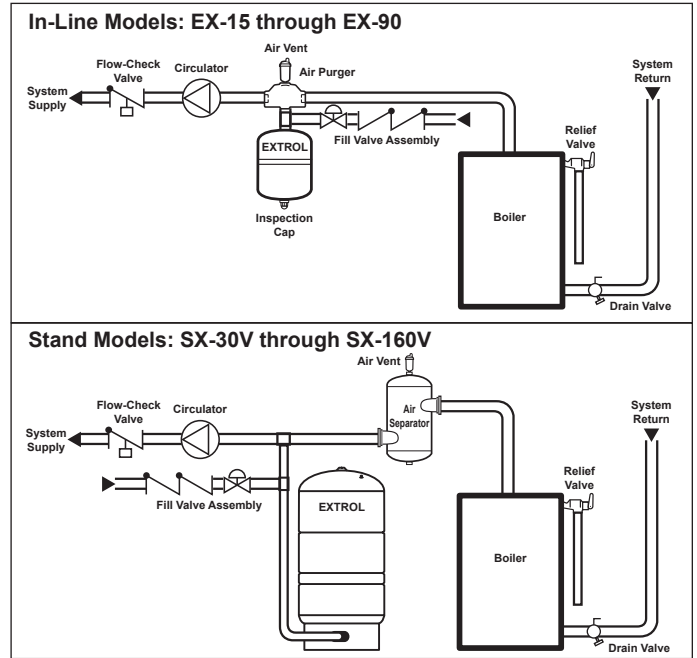 In-Line Models: EX-15 through EX-90
Air Vent
Flow-Check
Valve
Circulator
Air Purger
System
Supply
System
Return
Relief
Valve
EXTROL
Fill Valve Assembly
Inspection
Cap
Boiler
Drain Valve
Stand Models: SX-30V through SX-160V
Air Vent
Flow-Check
Valve
Circulator
Air
Separator
System
Supply
System
Return
Fill Valve Assembly
EXTROL
Relief
Valve
Boiler
Drain Valve